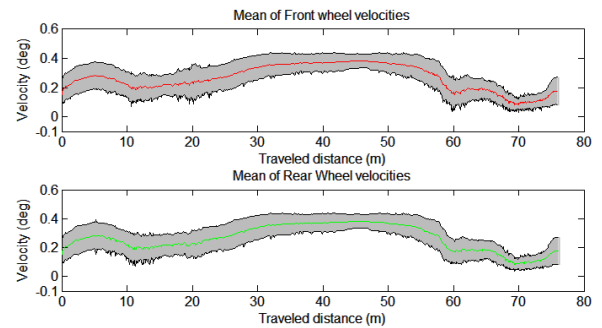 Mean of Front wheel velocities
0.6
0.4
0.2
0
-0.1
Velocity (deg)
0 10 20 30 40 50 60 70 80
Traveled distance (m)
Mean of Rear Wheel velocities
0.6
0.4
0.2
0
-0.1
Velocity (deg)
0 10 20 30 40 50 60 70 80
Traveled distance (m)